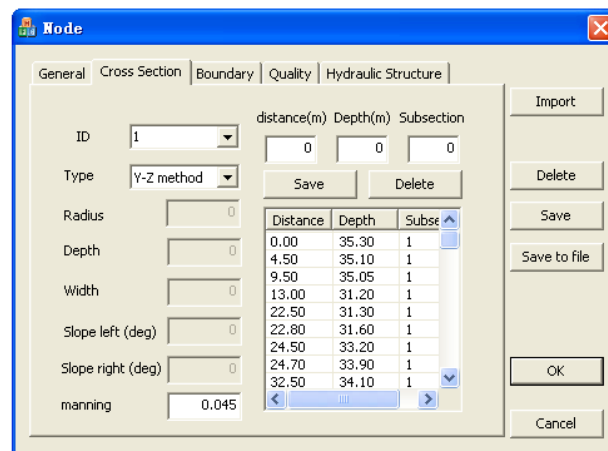 Node
General Cross Section Boundary Quality Hydraulic Structure
Import
distance(m) Depth(m) Subsection
ID 1 0 0 0
Type Y-Z method Save Delete Delete
Radius 0 Distance Depth Subse Save
0.00 35.30 1
Depth 0 4.50 35.10 1 Save to file
9.50 35.05 1
Width 0 13.00 31.20 1
22.50 31.30 1
Slope left (deg) 0 22.80 31.60 1
24.50 33.20 1
Slope right (deg) 0 24.70 33.90 1 OK
32.50 34.10 1
manning 0.045
Cancel